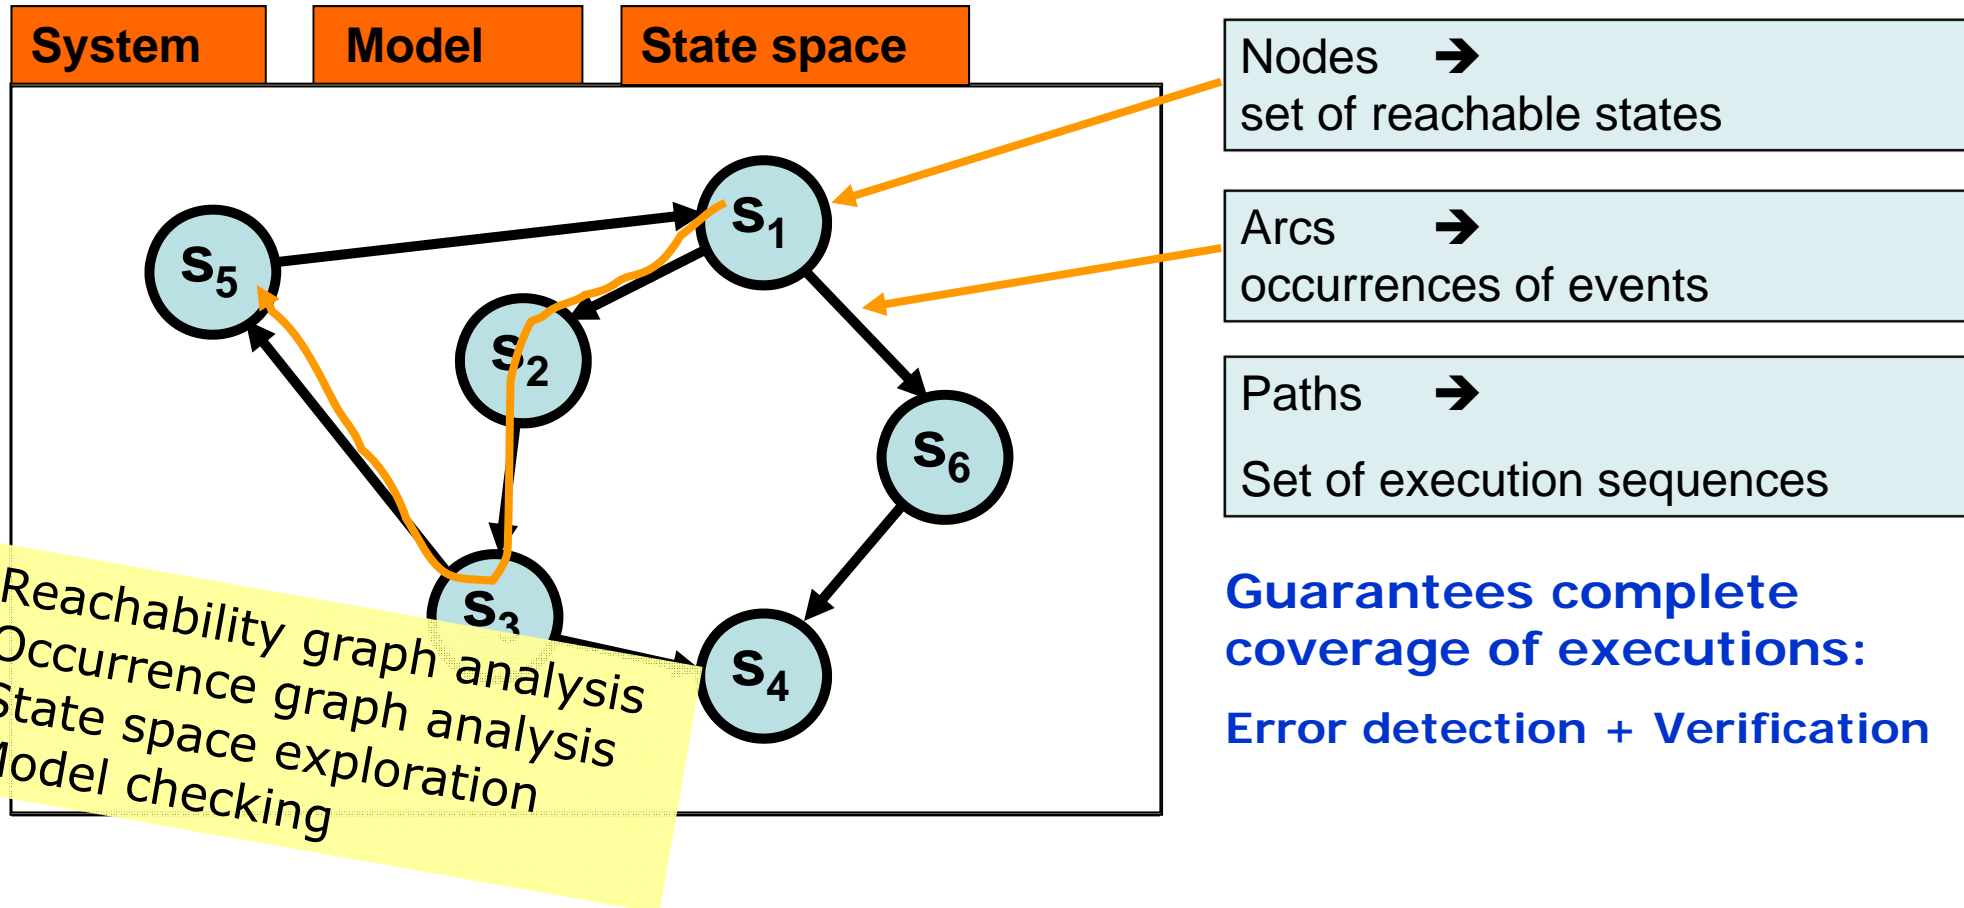 System Model State space
Nodes ➔
set of reachable states
Arcs ➔
occurrences of events
Paths ➔
Set of execution sequences
s1
s5
s2
s6
s3
s4
Reachability graph analysis
Occurrence graph analysis
State space exploration
Model checking
Guarantees complete
coverage of executions:
Error detection + Verification